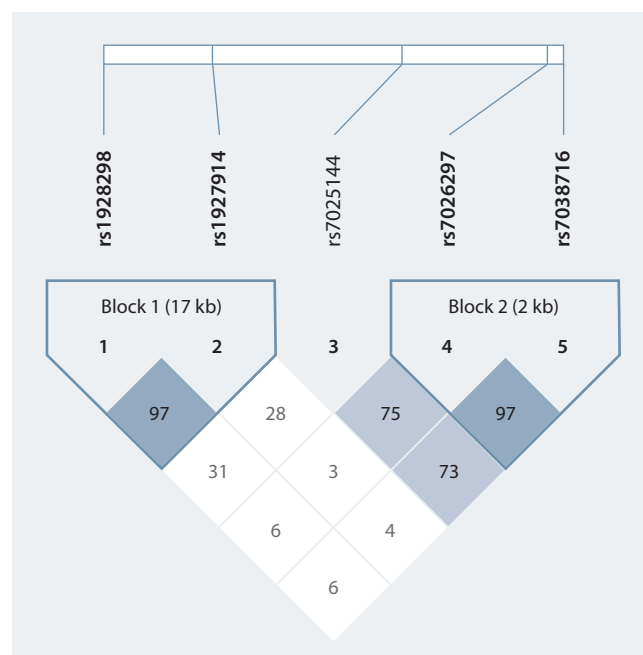 rs1928298
rs1927914
rs7025144
rs7026297
rs7038716
Block 1 (17 kb)
Block 2 (2 kb)
1 2 3 4 5
97 28 75 97
31 3 73
6 4
6